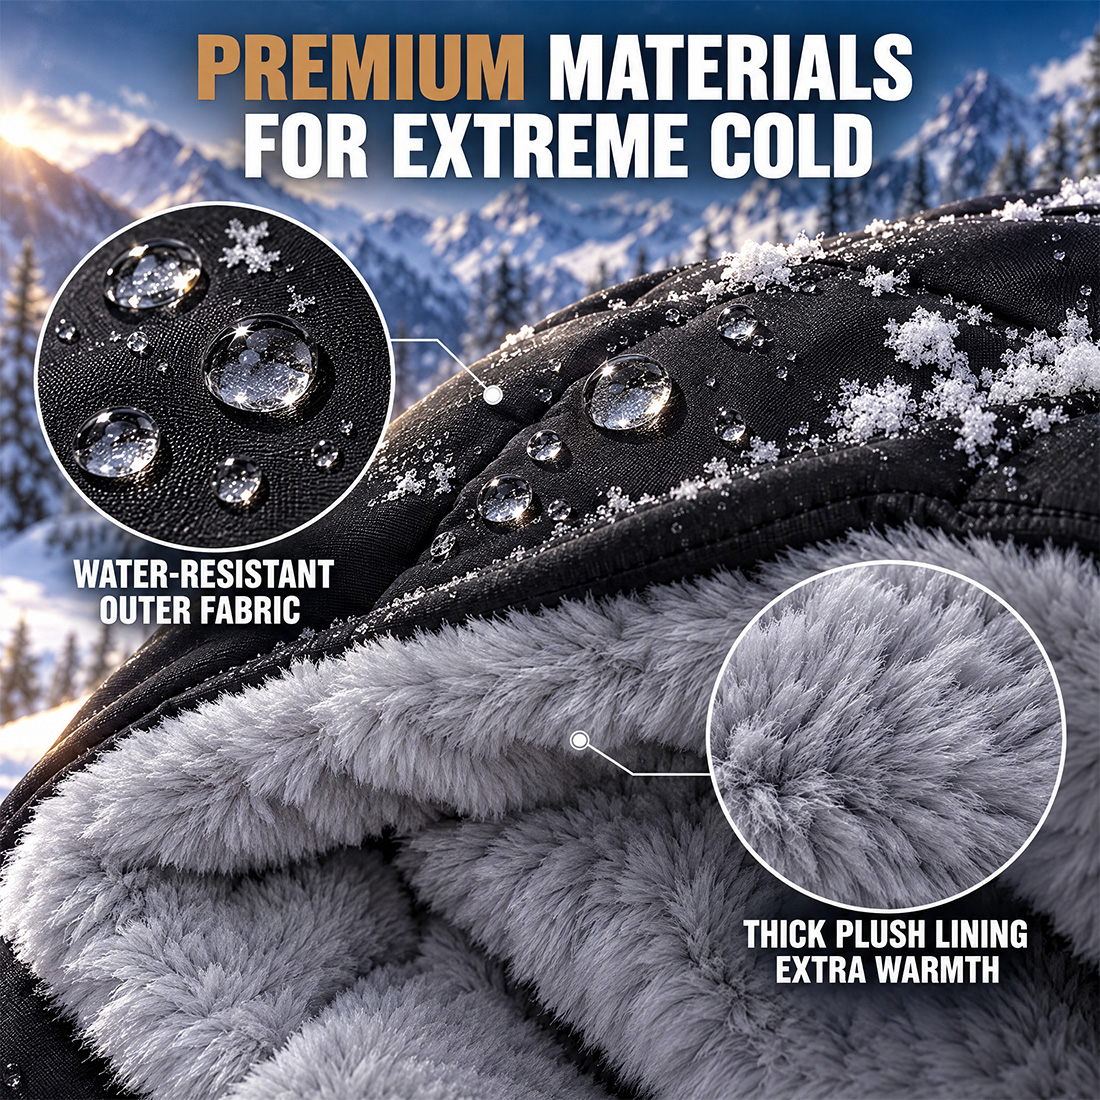 PREMIUM MATERIALS
FOR EXTREME COLD
WATER-RESISTANT
OUTER FABRIC
THICK PLUSH LINING
EXTRA WARMTH